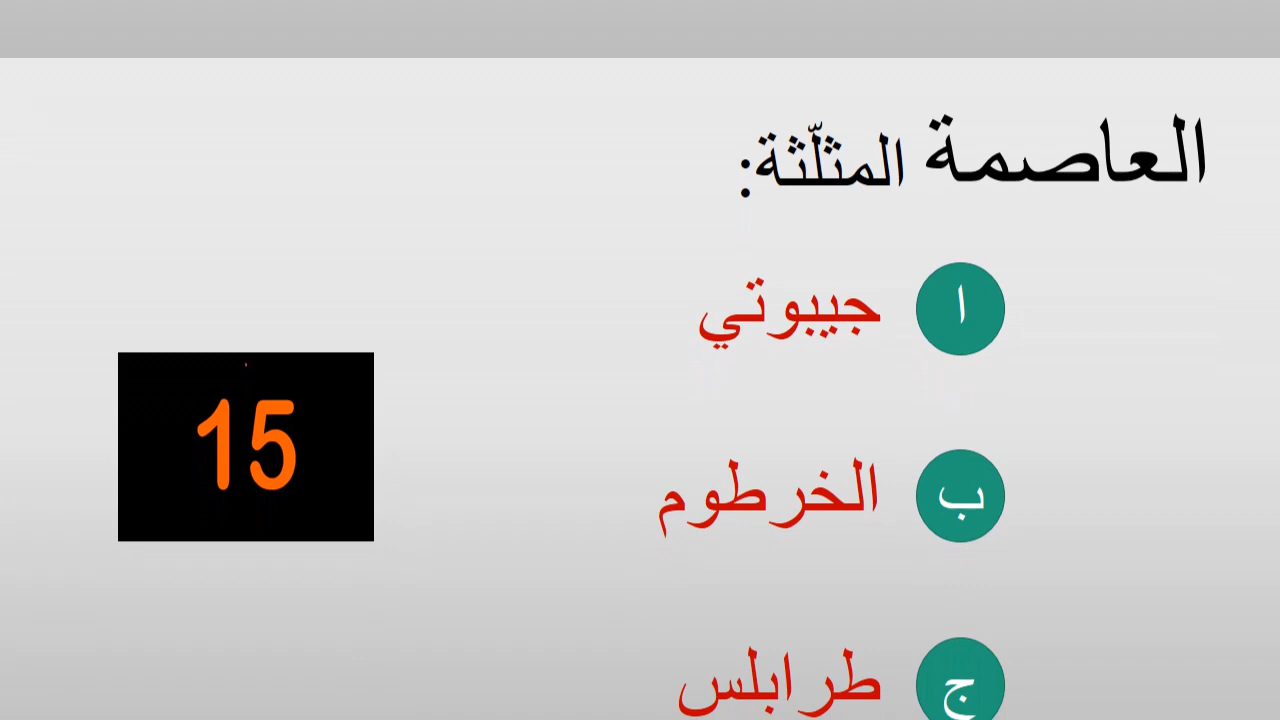 العاصمة المثلّثة:
ا جيبوتي
15
ب الخرطوم
ج طرابلس